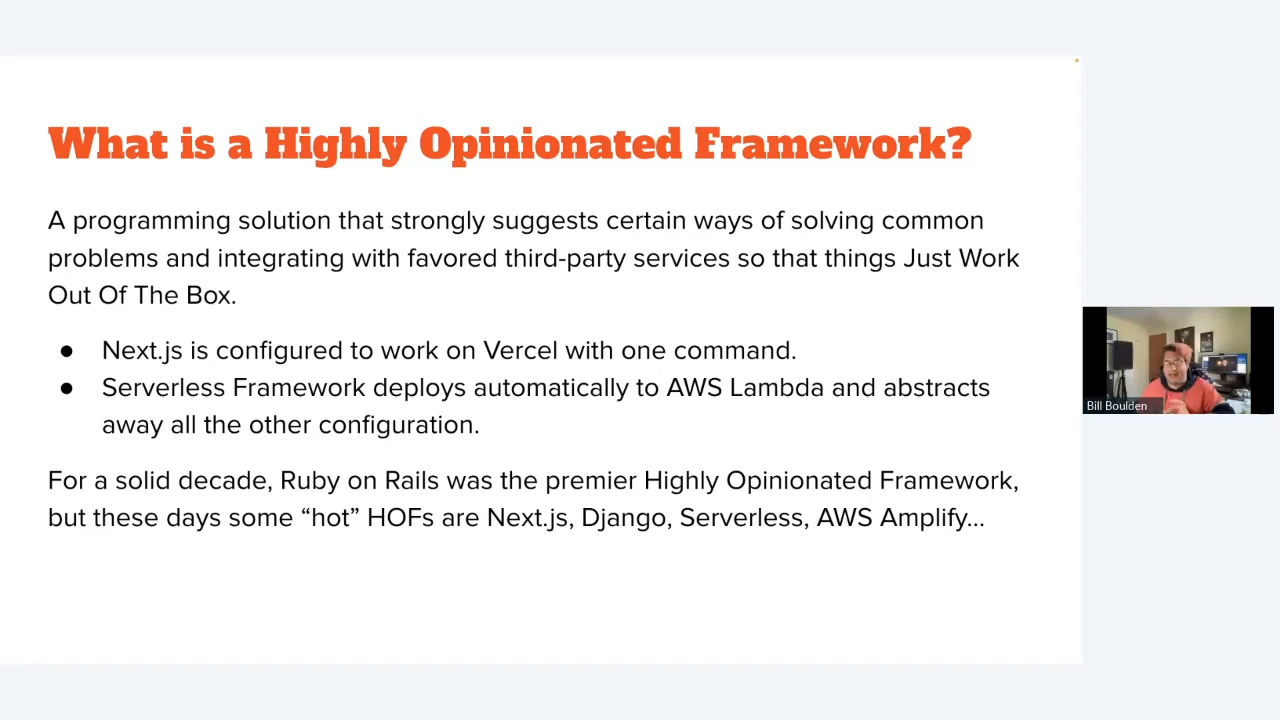 What is a Highly Opinionated Framework?
A programming solution that strongly suggests certain ways of solving common
problems and integrating with favored third-party services so that things Just Work
Out Of The Box.
● Next.js is configured to work on Vercel with one command.
● Serverless Framework deploys automatically to AWS Lambda and abstracts
away all the other configuration.
For a solid decade, Ruby on Rails was the premier Highly Opinionated Framework,
but these days some “hot” HOFs are Next.js, Django, Serverless, AWS Amplify...
Bill Boulden